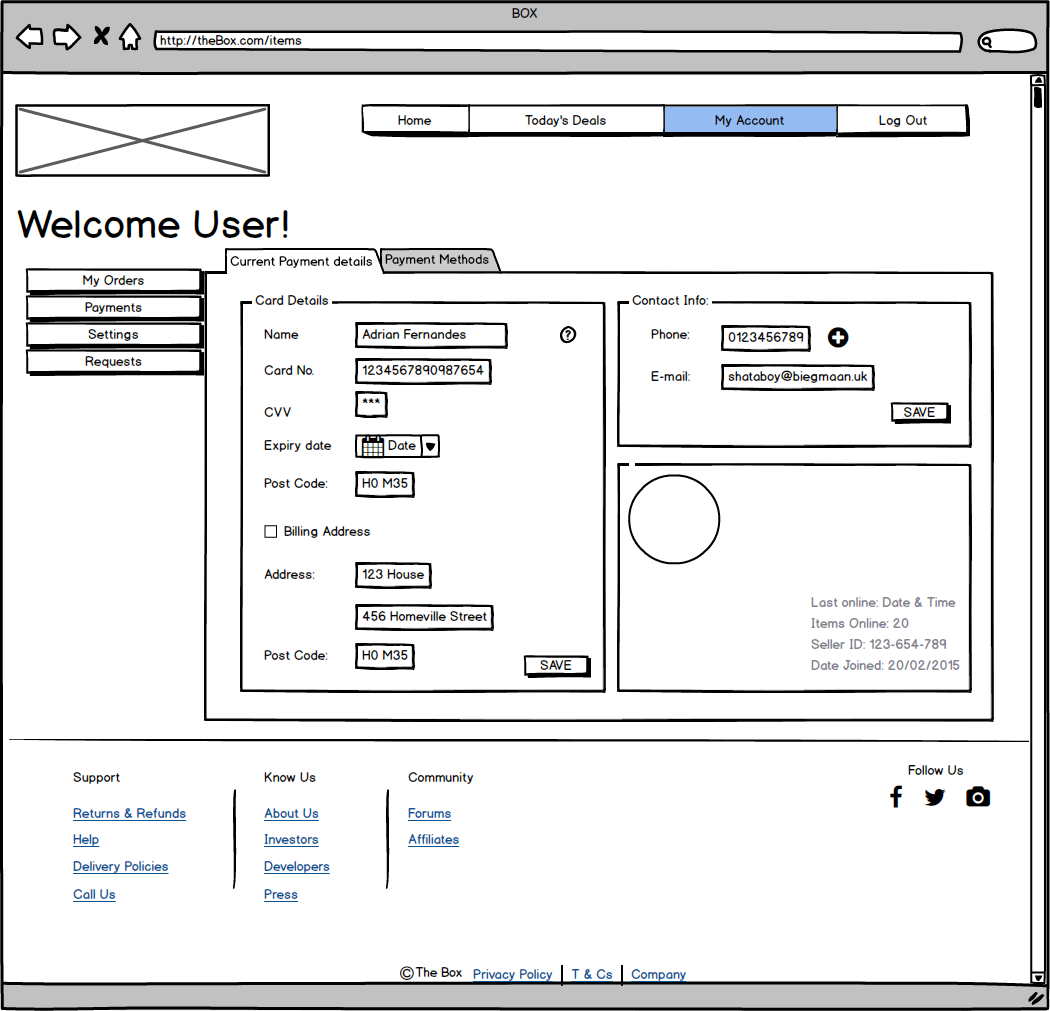 BOX
http://theBox.com/items
Home
Today's Deals
My Account
Log Out
Welcome User!
My Orders
Payments
Settings
Requests
Current Payment details
Payment Methods
Card Details
Name
Adrian Fernandes
?
Card No.
1234567890987654
CVV
***
Expiry date
Date
Post Code:
H0 M35
Billing Address
Address:
123 House
456 Homeville Street
Post Code:
H0 M35
SAVE
Contact Info:
Phone:
0123456789
E-mail:
shataboy@biegmaan.uk
SAVE
Last online: Date & Time
Items Online: 20
Seller ID: 123-654-789
Date Joined: 20/02/2015
Support
Returns & Refunds
Help
Delivery Policies
Call Us
Know Us
About Us
Investors
Developers
Press
Community
Forums
Affiliates
Follow Us
©The Box
Privacy Policy
T & Cs
Company